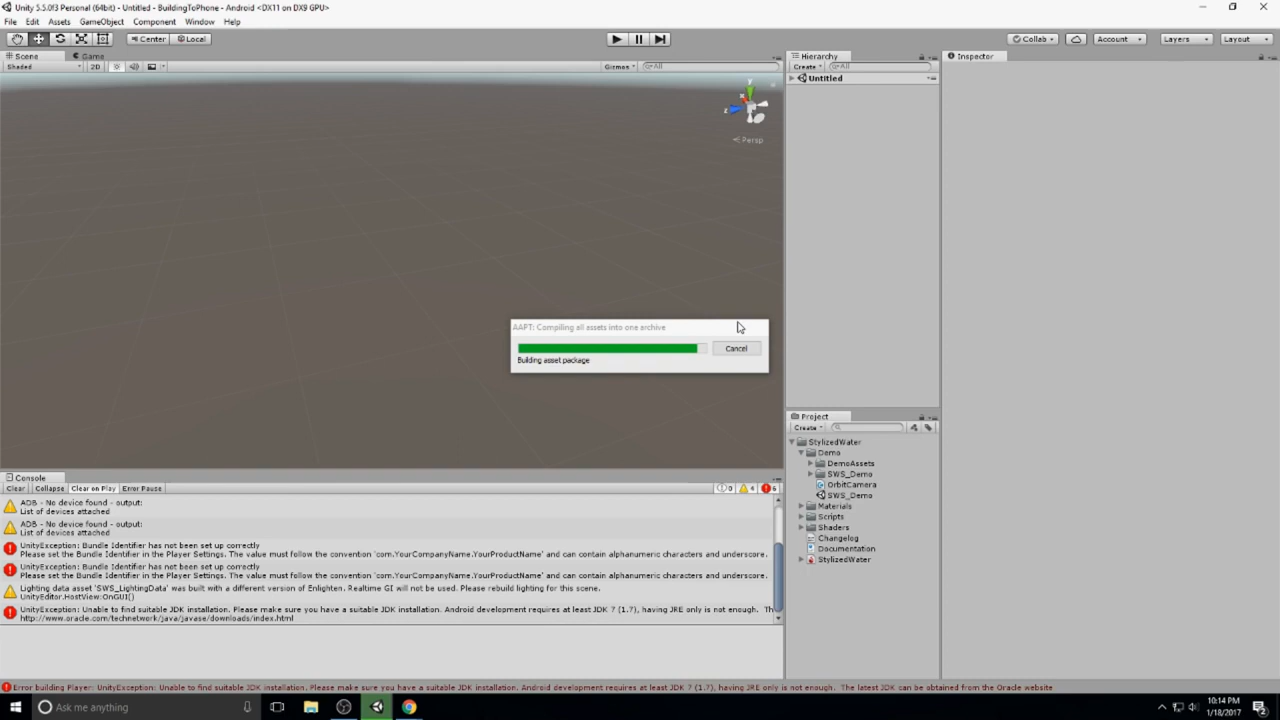 Unity 5.5.0f3 Personal (64bit) - Untitled - BuildingToPhone - Android <DX11 on DX9 GPU>
File Edit Assets GameObject Component Window Help
Center Local Collab Account Layers Layout
Scene Game Hierarchy Inspector
Shaded 2D Gizmos All Create All
Untitled
y
x
z
Persp
AAPT: Compiling all assets into one archive
Cancel
Building asset package
Project
Create
StylizedWater
Demo
DemoAssets
SWS_Demo
OrbitCamera
SWS_Demo
Materials
Scripts
Shaders
Changelog
Documentation
StylizedWater
Console
Clear Collapse Clear on Play Error Pause 0 4 6
ADB - No device found - output:
List of devices attached
ADB - No device found - output:
List of devices attached
UnityException: Bundle Identifier has not been set up correctly
Please set the Bundle Identifier in the Player Settings. The value must follow the convention 'com.YourCompanyName.YourProductName' and can contain alphanumeric characters and underscore.
UnityException: Bundle Identifier has not been set up correctly
Please set the Bundle Identifier in the Player Settings. The value must follow the convention 'com.YourCompanyName.YourProductName' and can contain alphanumeric characters and underscore.
Lighting data asset 'SWS_LightingData' was built with a different version of Enlighten. Realtime GI will not be used. Please rebuild lighting for this scene.
UnityEditor.HostView:OnGUI()
UnityException: Unable to find suitable JDK installation. Please make sure you have a suitable JDK installation. Android development requires at least JDK 7 (1.7), having JRE only is not enough. Th
http://www.oracle.com/technetwork/java/javase/downloads/index.html
Error building Player: UnityException: Unable to find suitable JDK installation. Please make sure you have a suitable JDK installation. Android development requires at least JDK 7 (1.7), having JRE only is not enough. The latest JDK can be obtained from the Oracle website
Ask me anything
10:14 PM
1/18/2017
2